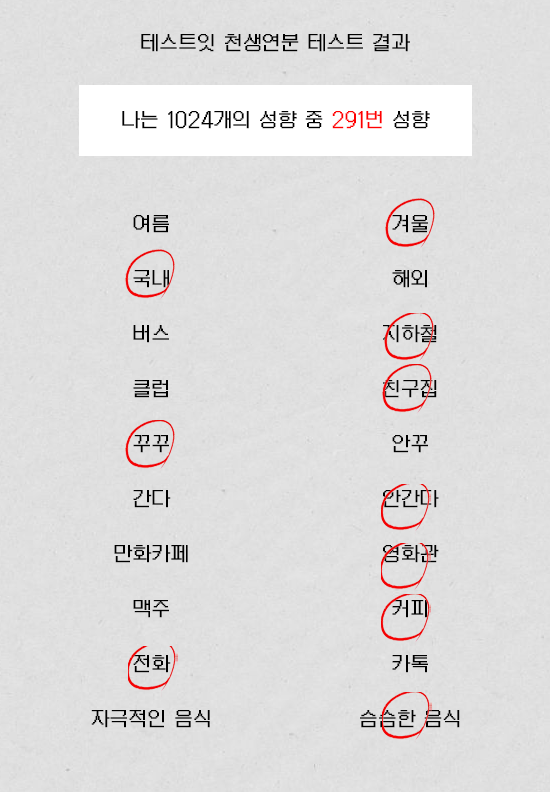 테스트잇 천생연분 테스트 결과
나는 1024개의 성향 중 291번 성향
여름 겨울
국내 해외
버스 지하철
클럽 친구집
꾸꾸 안꾸
간다 안간다
만화카페 영화관
맥주 커피
전화 카톡
자극적인 음식 슴슴한 음식